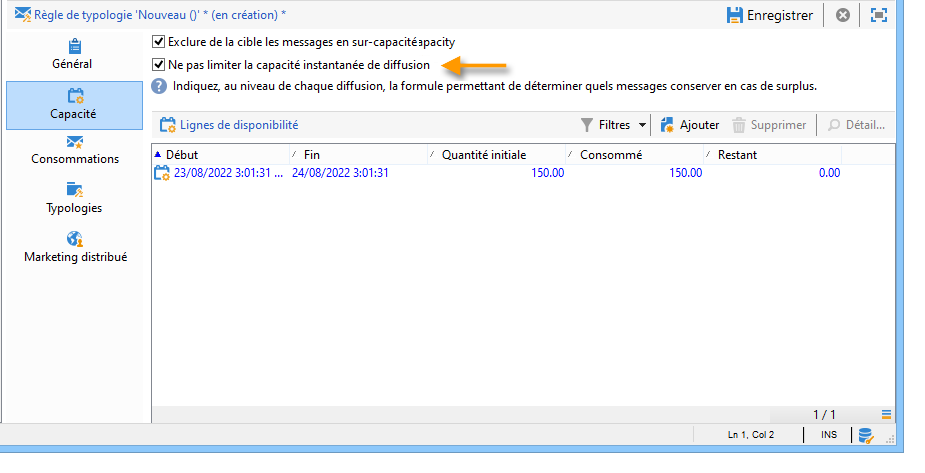 Règle de typologie 'Nouveau ()' * (en création) *
Enregistrer
Général
Capacité
Consommations
Typologies
Marketing distribué
Exclure de la cible les messages en sur-capacitéapacity
Ne pas limiter la capacité instantanée de diffusion
Indiquez, au niveau de chaque diffusion, la formule permettant de déterminer quels messages conserver en cas de surplus.
Lignes de disponibilité Filtres Ajouter Supprimer Détail...
Début Fin Quantité initiale Consommé Restant
23/08/2022 3:01:31 ... 24/08/2022 3:01:31 150.00 150.00 0.00
1 / 1
Ln 1, Col 2 INS